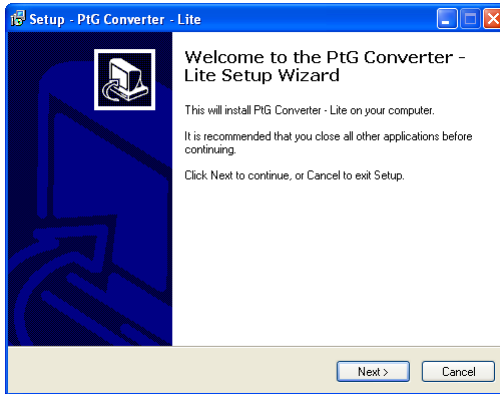 Setup - PtG Converter - Lite
Welcome to the PtG Converter -
Lite Setup Wizard
This will install PtG Converter - Lite on your computer.
It is recommended that you close all other applications before
continuing.
Click Next to continue, or Cancel to exit Setup.
Next >
Cancel